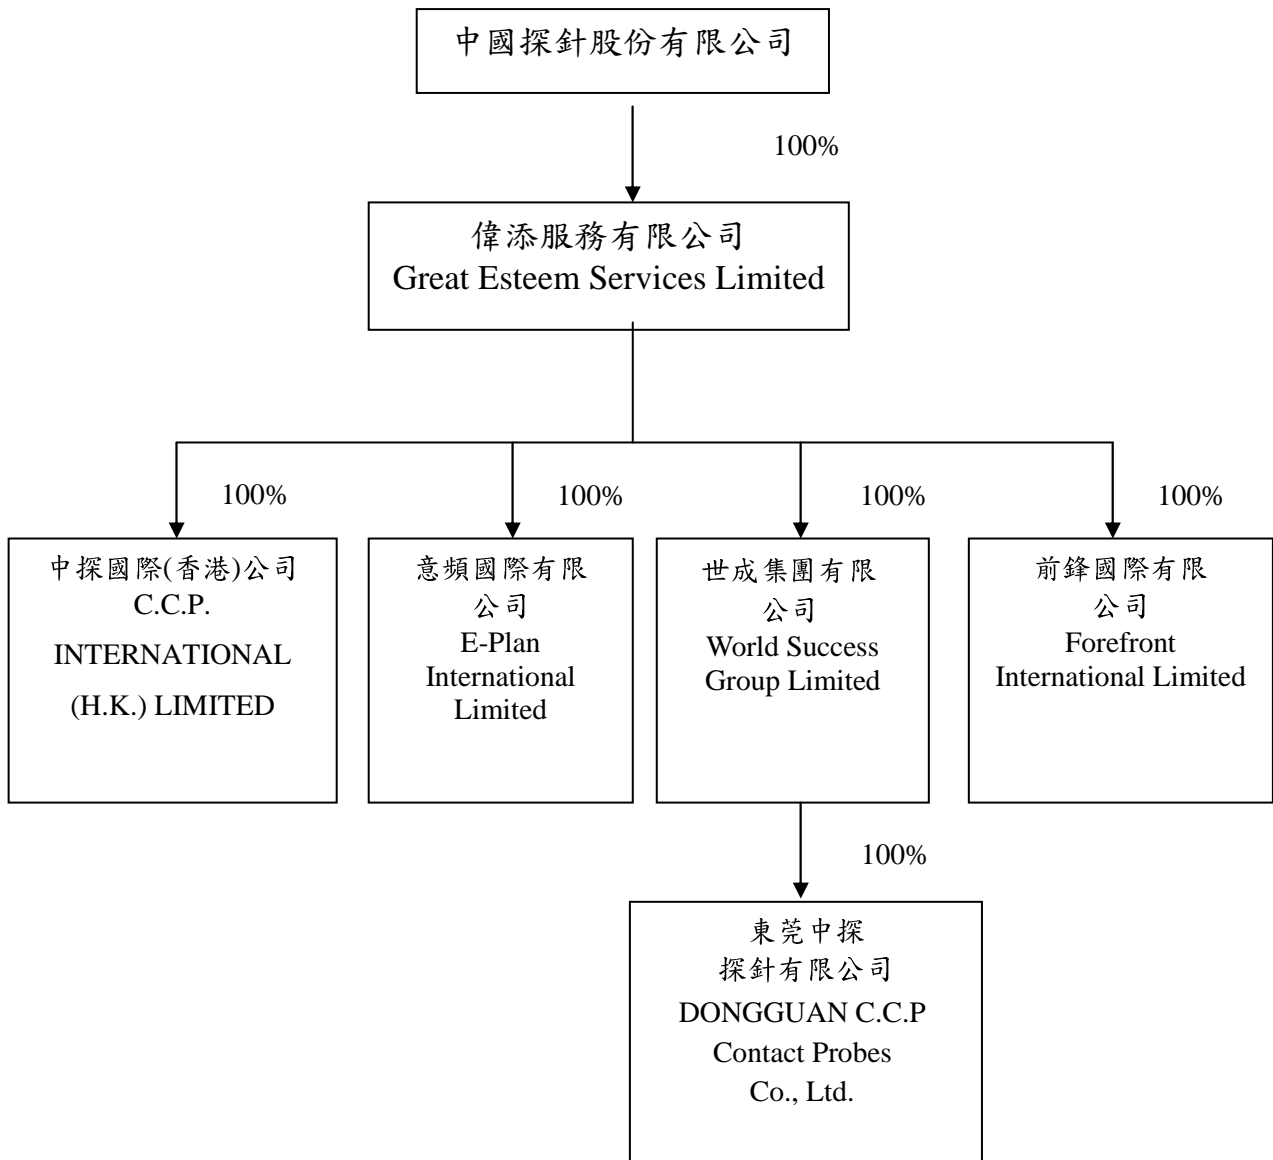 中國探針股份有限公司
100%
偉添服務有限公司
Great Esteem Services Limited
100%
100%
100%
100%
中探國際(香港)公司
C.C.P.
INTERNATIONAL
(H.K.) LIMITED
意頻國際有限
公司
E-Plan
International
Limited
世成集團有限
公司
World Success
Group Limited
前鋒國際有限
公司
Forefront
International Limited
100%
東莞中探
探針有限公司
DONGGUAN C.C.P
Contact Probes
Co., Ltd.